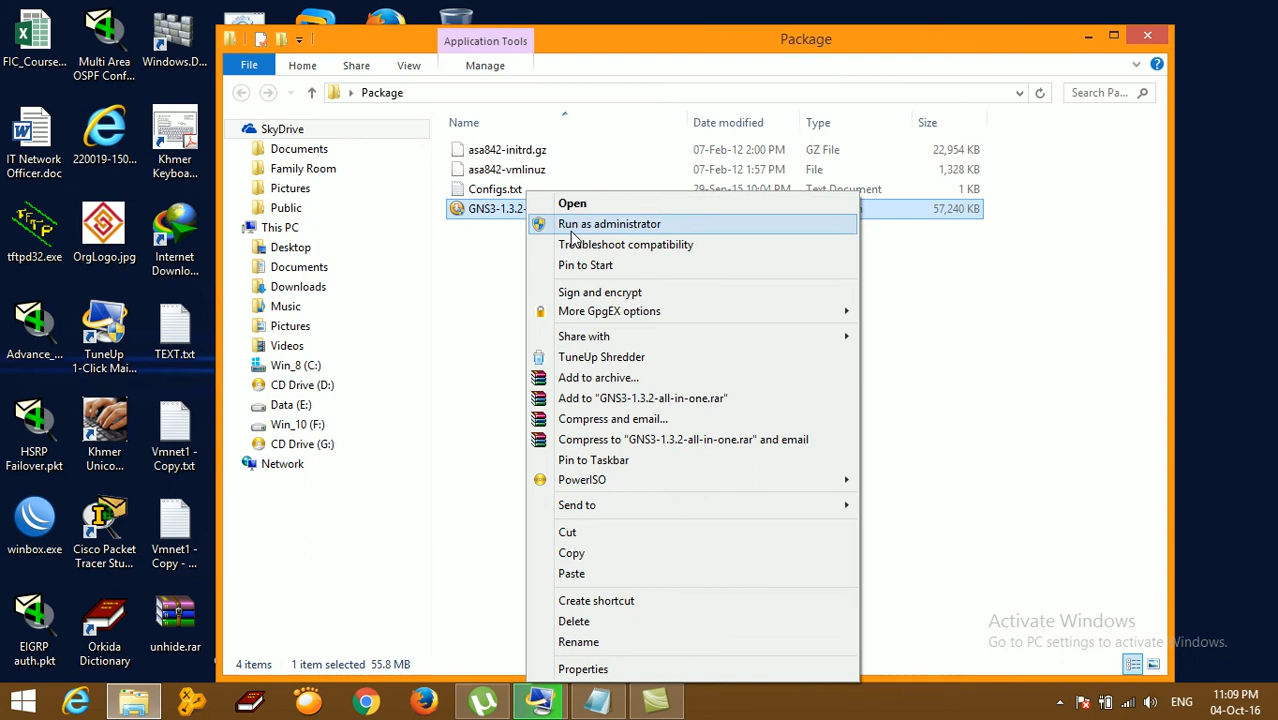 Package
Application Tools
File
Home
Share
View
Manage
Package
Search Pa...
SkyDrive
Documents
Family Room
Pictures
Public
This PC
Desktop
Documents
Downloads
Music
Pictures
Videos
Win_8 (C:)
CD Drive (D:)
Data (E:)
Win_10 (F:)
CD Drive (G:)
Network
Name
Date modified
Type
Size
asa842-initrd.gz
07-Feb-12 2:00 PM
GZ File
22,954 KB
asa842-vmlinuz
07-Feb-12 1:57 PM
File
1,328 KB
Configs.txt
29-Sep-15 10:04 PM
Text Document
1 KB
GNS3-1.3.2-
57,240 KB
Open
Run as administrator
Troubleshoot compatibility
Pin to Start
Sign and encrypt
More GpgEX options
Share with
TuneUp Shredder
Add to archive...
Add to "GNS3-1.3.2-all-in-one.rar"
Compress and email...
Compress to "GNS3-1.3.2-all-in-one.rar" and email
Pin to Taskbar
PowerISO
Send to
Cut
Copy
Paste
Create shortcut
Delete
Rename
Properties
4 items
1 item selected 55.8 MB
FIC_Course...
Multi Area
OSPF Conf...
Windows.D...
IT Network
Officer.doc
220019-150...
Khmer
Keyboa...
tftpd32.exe
OrgLogo.jpg
Internet
Downlo...
Advance_...
TuneUp
1-Click Mai...
TEXT.txt
HSRP
Failover.pkt
Khmer
Unico...
Vmnet1 -
Copy.txt
winbox.exe
Cisco Packet
Tracer Stu...
Vmnet1 -
Copy - ...
EIGRP
auth.pkt
Orkida
Dictionary
unhide.rar
Activate Windows
Go to PC settings to activate Windows.
ENG
11:09 PM
04-Oct-16